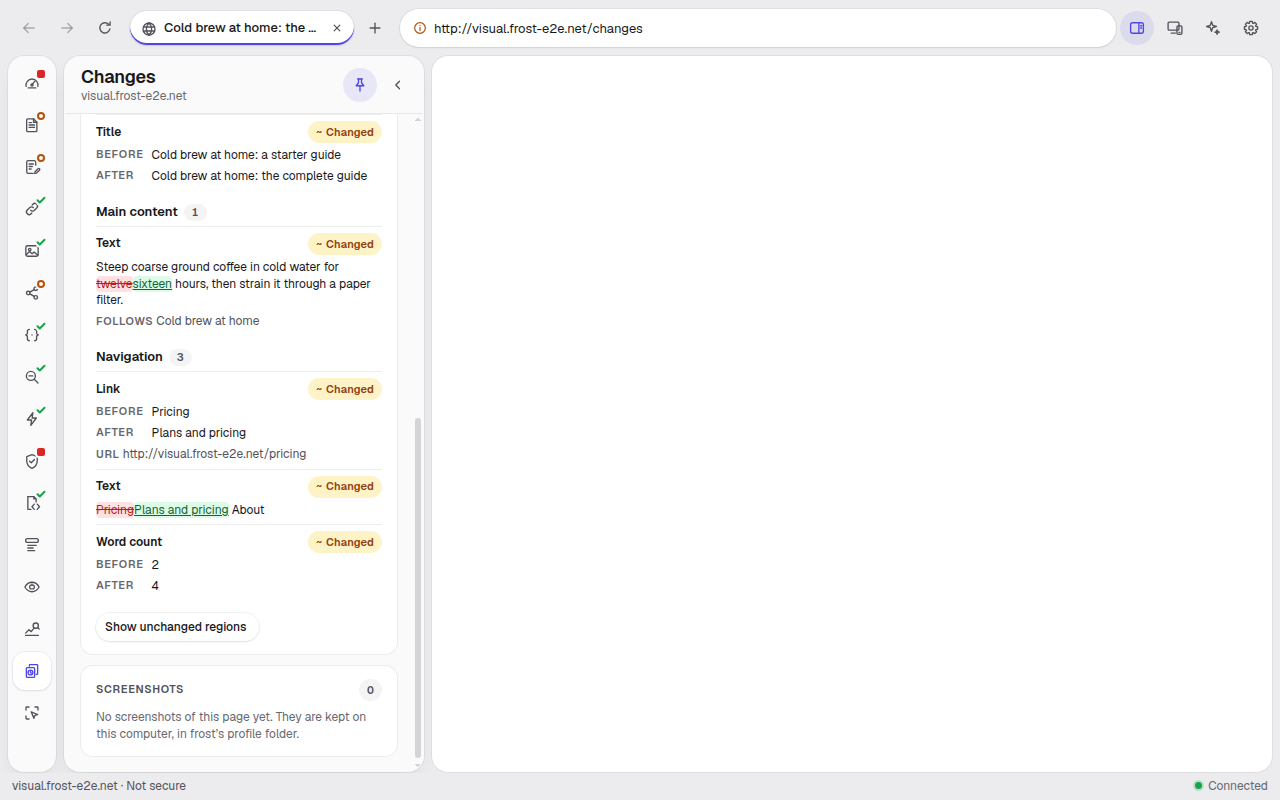 Cold brew at home: the ...
http://visual.frost-e2e.net/changes
Changes
visual.frost-e2e.net
Title
~ Changed
BEFORE Cold brew at home: a starter guide
AFTER Cold brew at home: the complete guide
Main content 1
Text
~ Changed
Steep coarse ground coffee in cold water for
twelvesixteen hours, then strain it through a paper
filter.
FOLLOWS Cold brew at home
Navigation 3
Link
~ Changed
BEFORE Pricing
AFTER Plans and pricing
URL http://visual.frost-e2e.net/pricing
Text
~ Changed
PricingPlans and pricing About
Word count
~ Changed
BEFORE 2
AFTER 4
Show unchanged regions
SCREENSHOTS 0
No screenshots of this page yet. They are kept on
this computer, in frost's profile folder.
visual.frost-e2e.net · Not secure
Connected